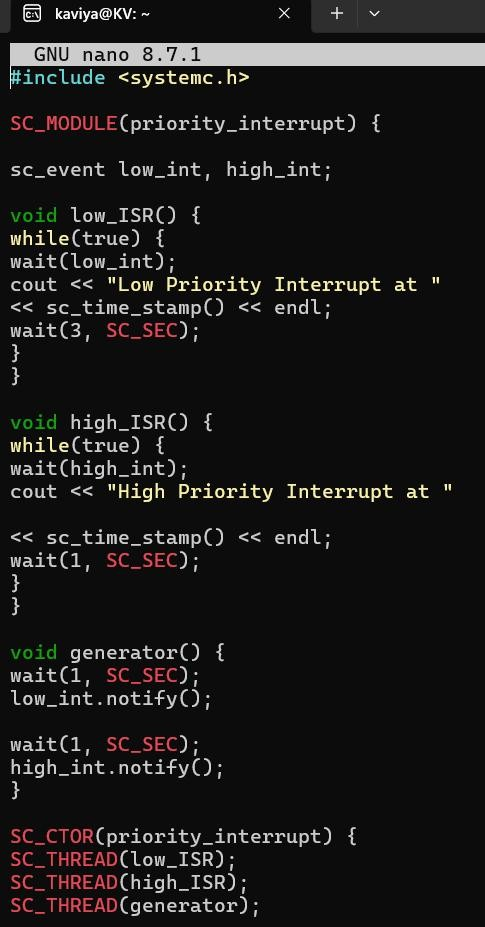 kaviya@KV: ~
GNU nano 8.7.1
#include <systemc.h>
SC_MODULE(priority_interrupt) {
sc_event low_int, high_int;
void low_ISR() {
while(true) {
wait(low_int);
cout << "Low Priority Interrupt at "
<< sc_time_stamp() << endl;
wait(3, SC_SEC);
}
}
void high_ISR() {
while(true) {
wait(high_int);
cout << "High Priority Interrupt at "
<< sc_time_stamp() << endl;
wait(1, SC_SEC);
}
}
void generator() {
wait(1, SC_SEC);
low_int.notify();
wait(1, SC_SEC);
high_int.notify();
}
SC_CTOR(priority_interrupt) {
SC_THREAD(low_ISR);
SC_THREAD(high_ISR);
SC_THREAD(generator);